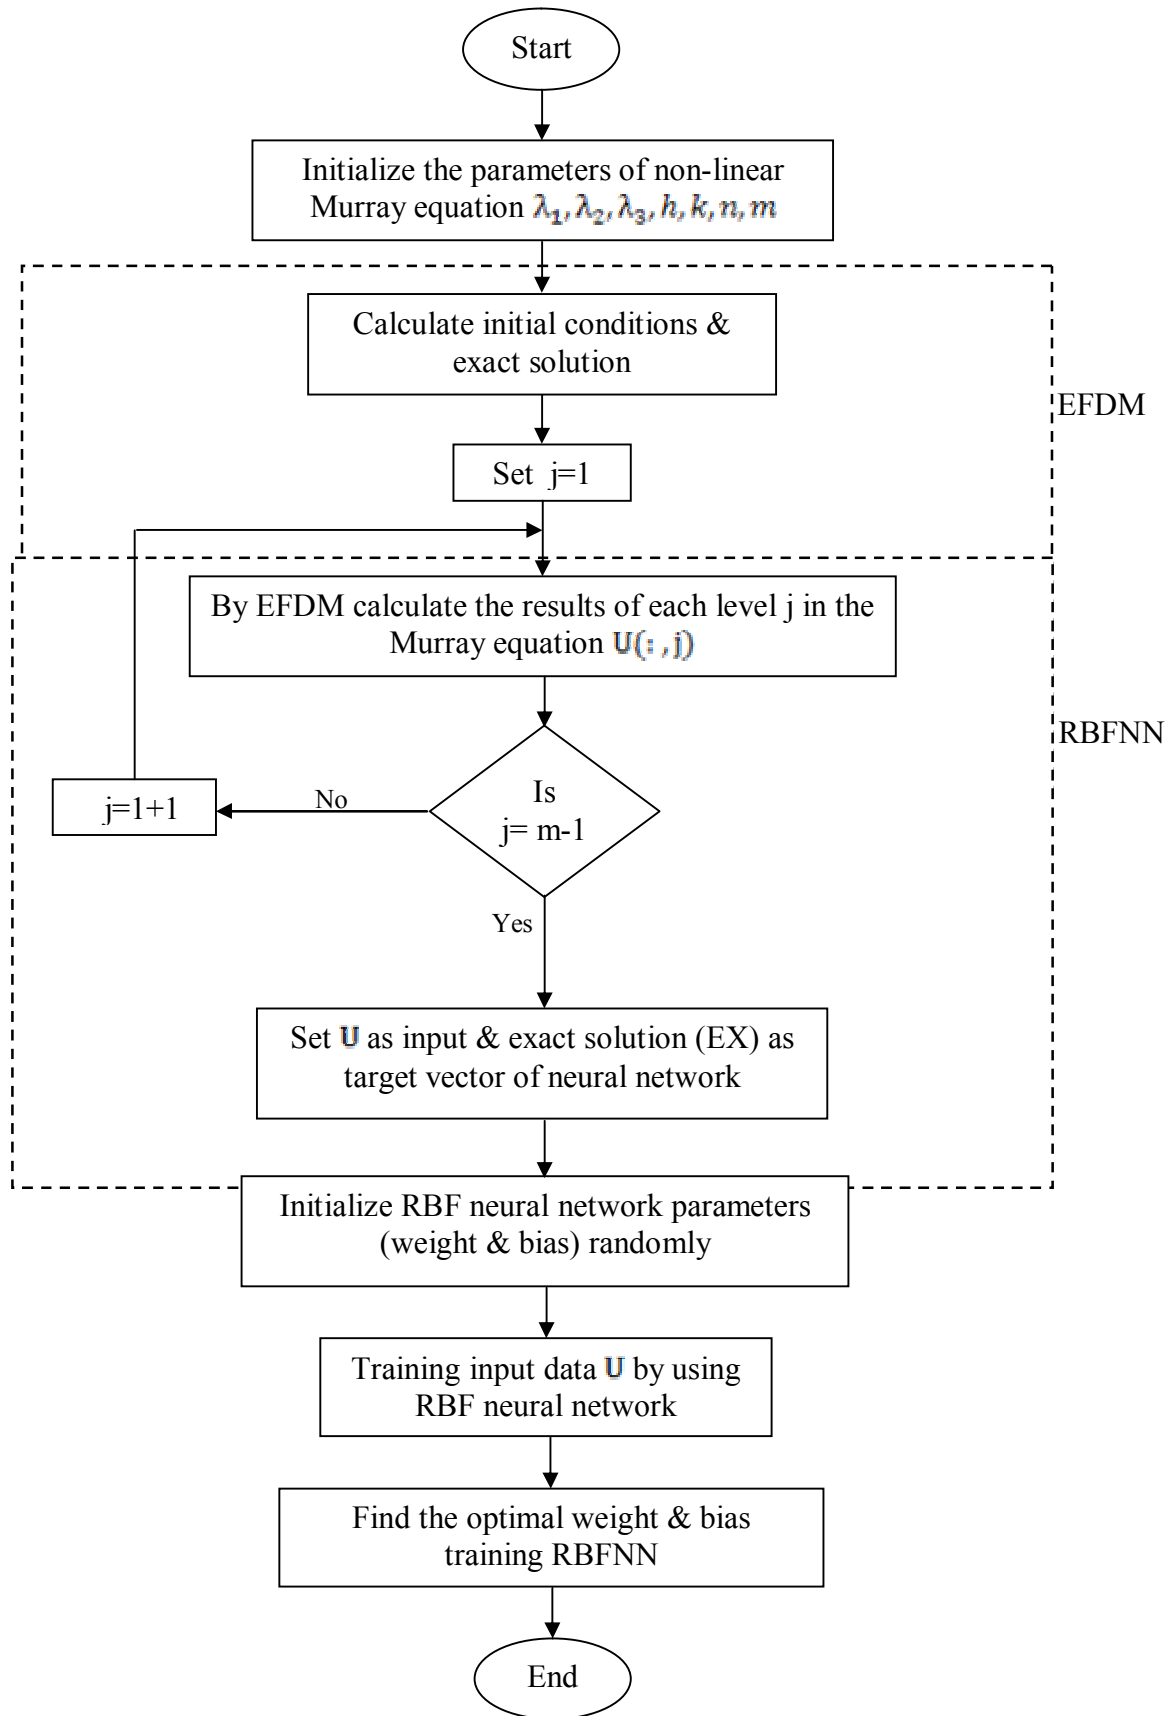 Start
Initialize the parameters of non-linear
Murray equation λ₁, λ₂, λ₃, h, k, n, m
Calculate initial conditions &
exact solution
EFDM
Set j=1
By EFDM calculate the results of each level j in the
Murray equation U(: , j)
RBFNN
Is
j= m-1
No
j=1+1
Yes
Set U as input & exact solution (EX) as
target vector of neural network
Initialize RBF neural network parameters
(weight & bias) randomly
Training input data U by using
RBF neural network
Find the optimal weight & bias
training RBFNN
End